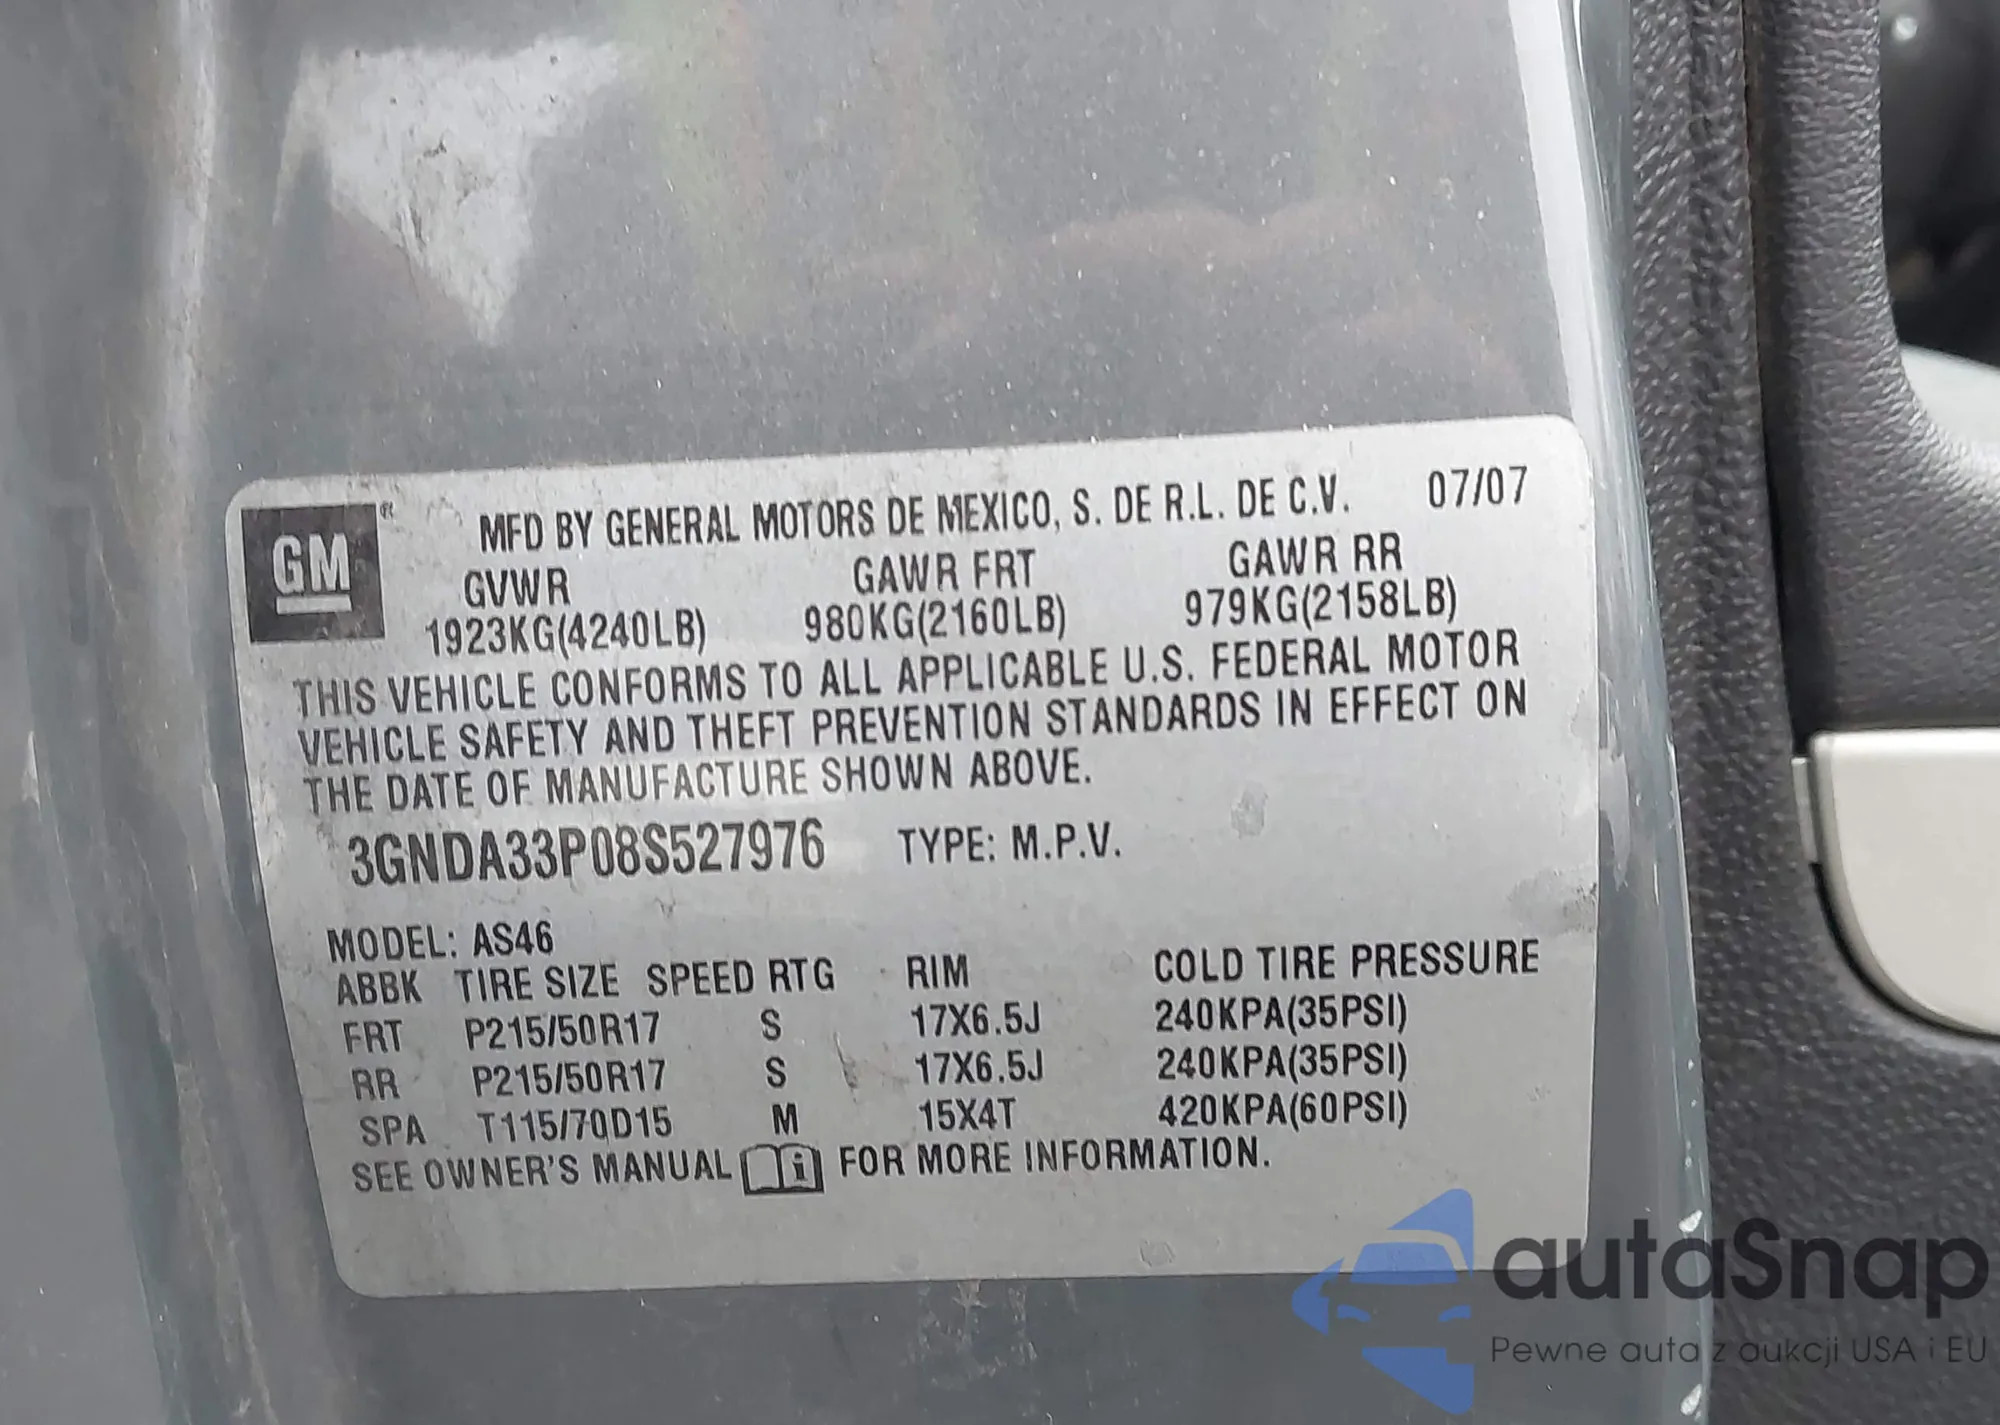 GM
®
MFD BY GENERAL MOTORS DE MEXICO, S. DE R.L. DE C.V. 07/07
GVWR GAWR FRT GAWR RR
1923KG(4240LB) 980KG(2160LB) 979KG(2158LB)
THIS VEHICLE CONFORMS TO ALL APPLICABLE U.S. FEDERAL MOTOR
VEHICLE SAFETY AND THEFT PREVENTION STANDARDS IN EFFECT ON
THE DATE OF MANUFACTURE SHOWN ABOVE.
3GNDA33P08S527976 TYPE: M.P.V.
MODEL: AS46
ABBK TIRE SIZE SPEED RTG RIM COLD TIRE PRESSURE
FRT P215/50R17 S 17X6.5J 240KPA(35PSI)
RR P215/50R17 S 17X6.5J 240KPA(35PSI)
SPA T115/70D15 M 15X4T 420KPA(60PSI)
SEE OWNER'S MANUAL i FOR MORE INFORMATION.
autaSnap
Pewne auta z aukcji USA i EU